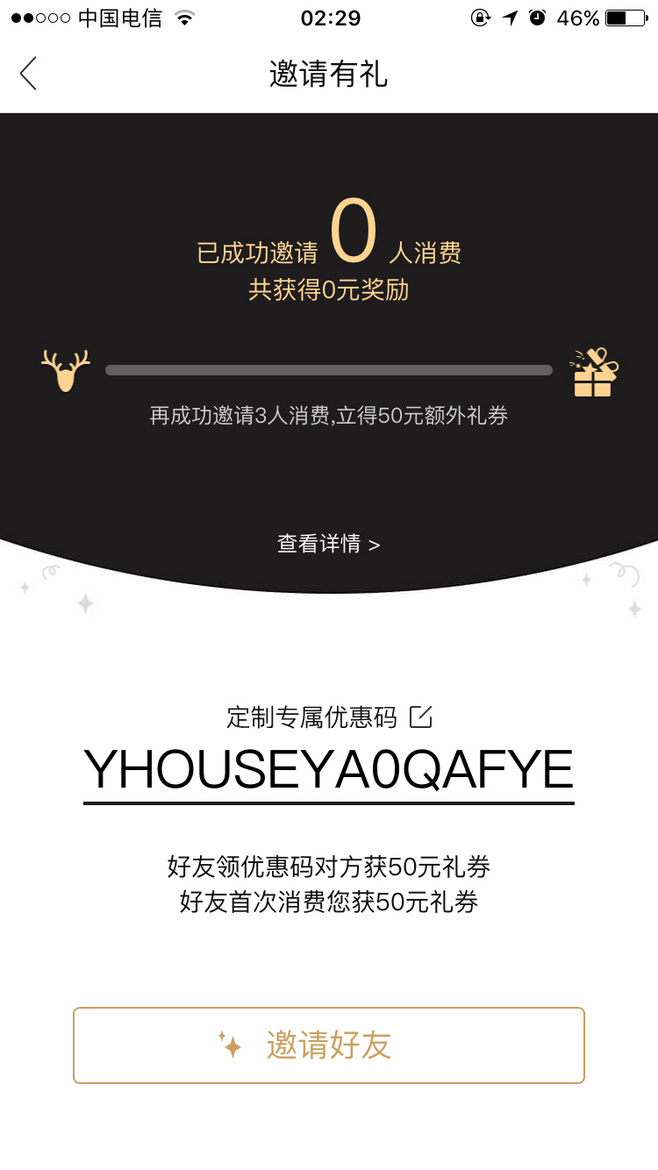 中国电信 02:29 46%
邀请有礼
已成功邀请 0 人消费
共获得0元奖励
再成功邀请3人消费,立得50元额外礼券
查看详情 >
定制专属优惠码
YHOUSEYA0QAFYE
好友领优惠码对方获50元礼券
好友首次消费您获50元礼券
邀请好友